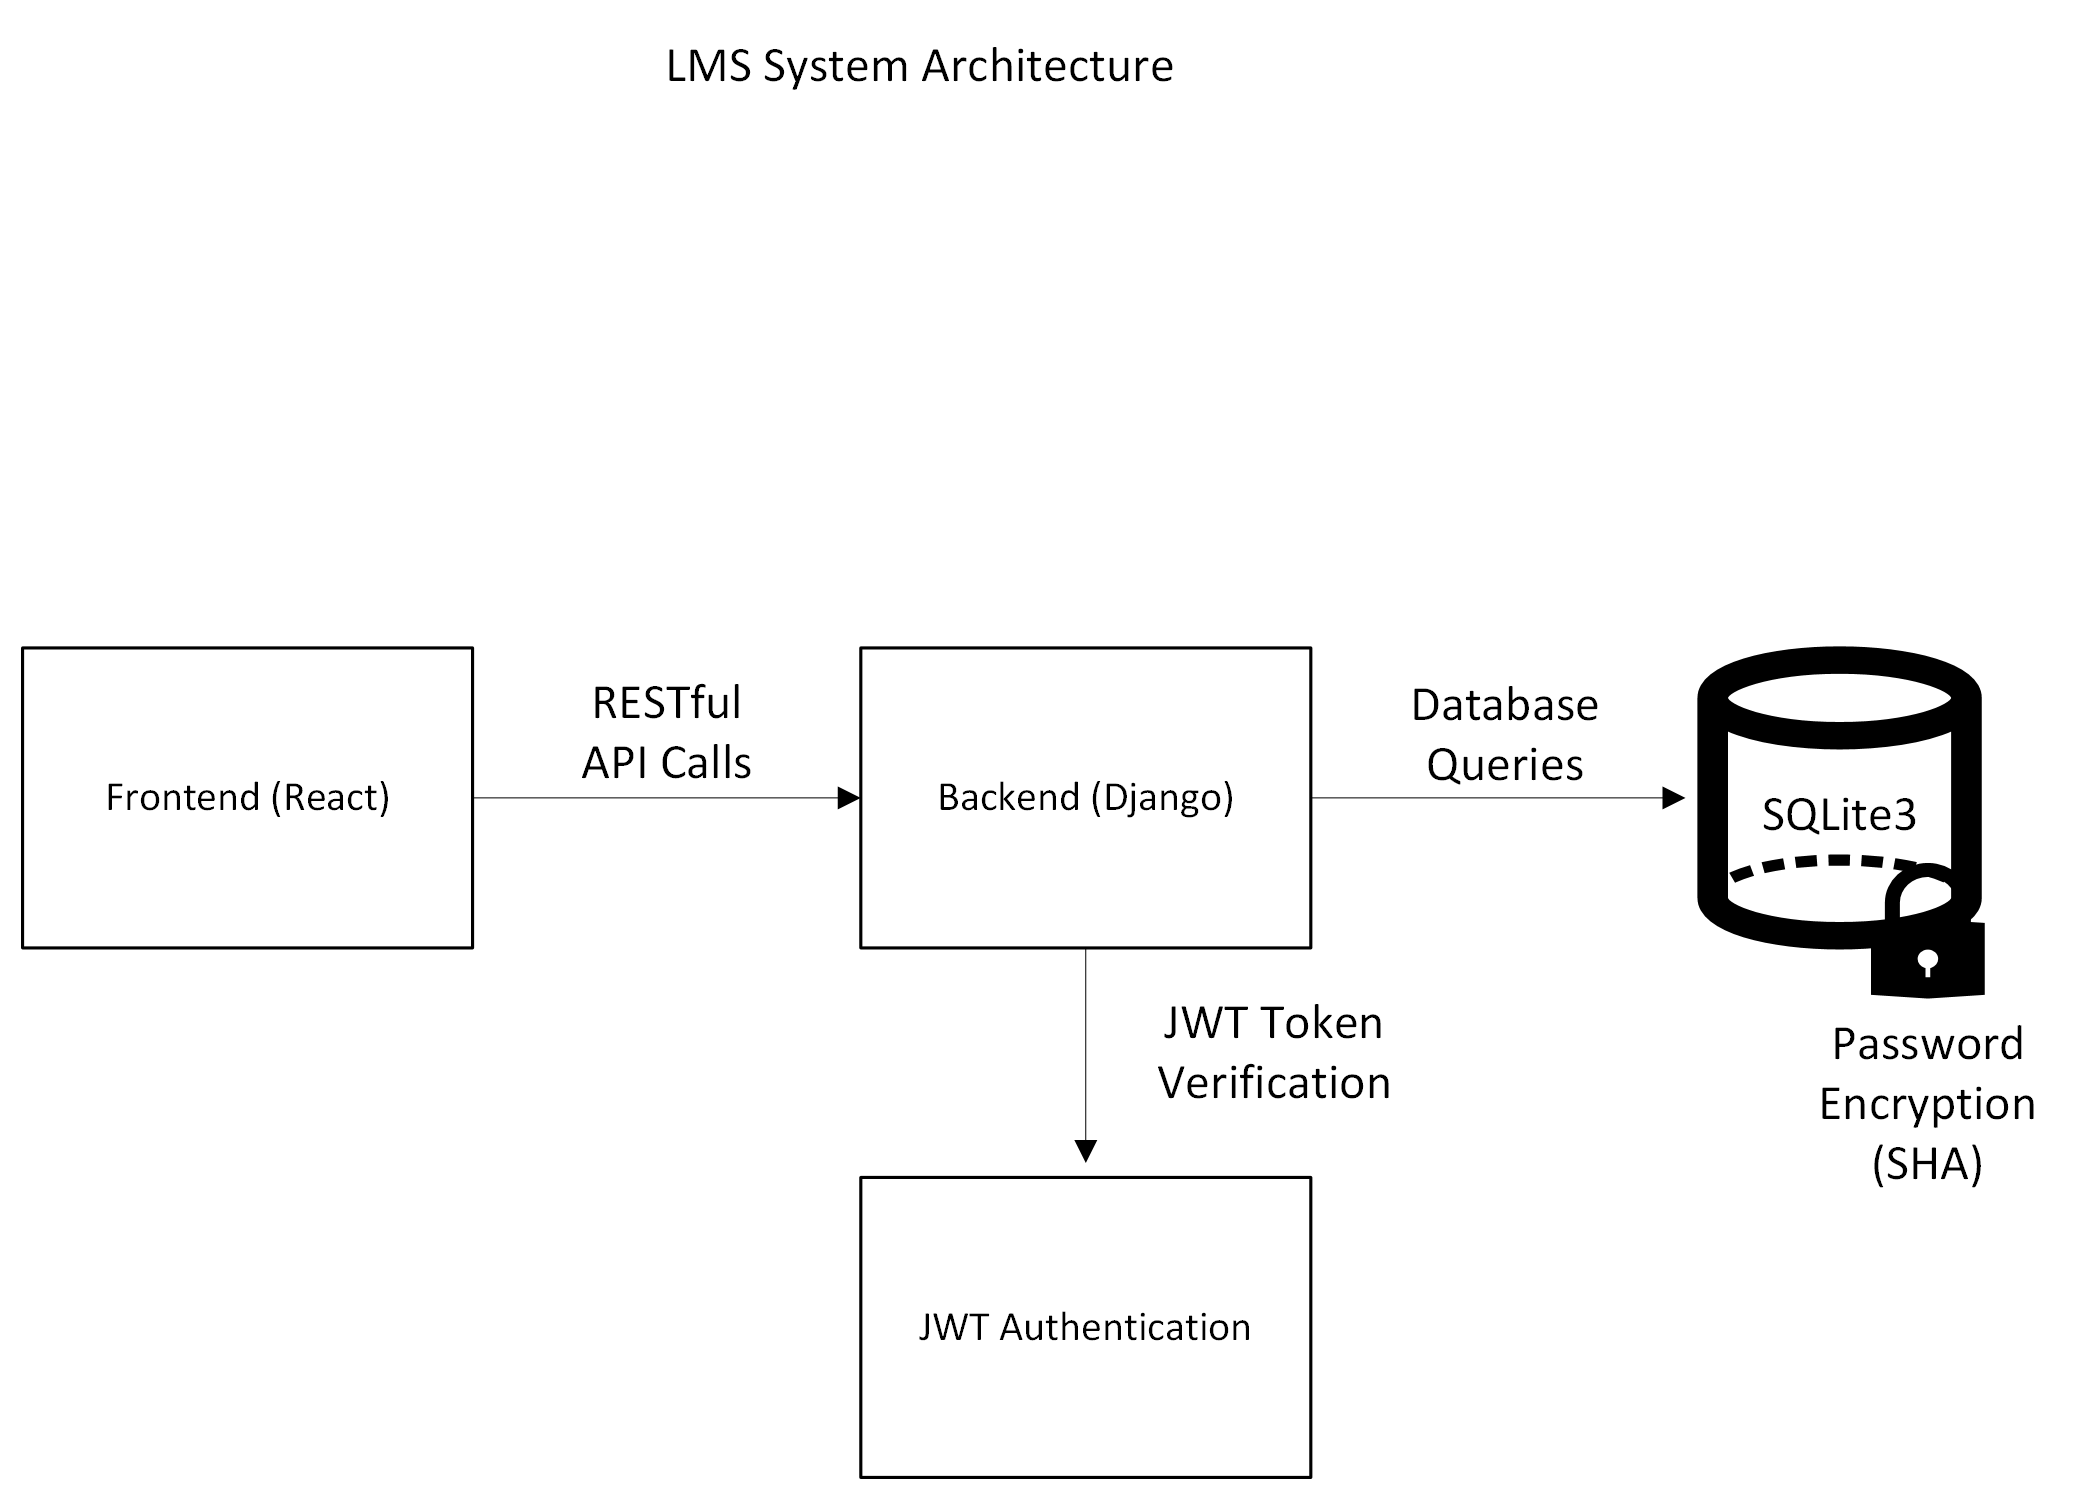 LMS System Architecture
Frontend (React)
RESTful
API Calls
Backend (Django)
Database
Queries
SQLite3
Password
Encryption
(SHA)
JWT Token
Verification
JWT Authentication